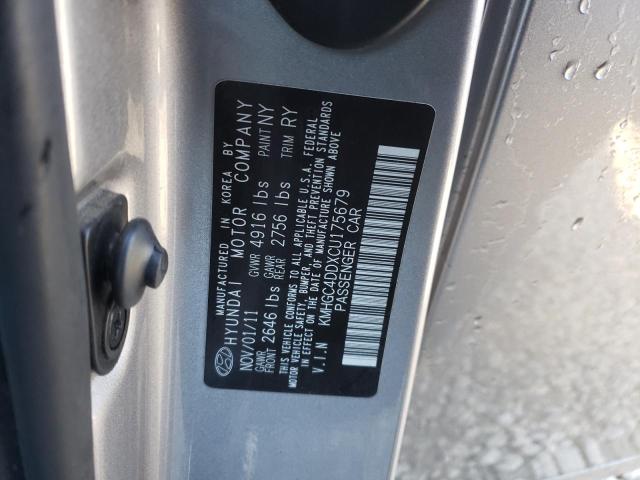 MANUFACTURED IN KOREA BY
HYUNDAI MOTOR COMPANY
NOV/01/11 GVWR 4916 lbs PAINT NY
GAWR FRONT 2646 lbs GAWR REAR 2756 lbs TRIM RY
THIS VEHICLE CONFORMS TO ALL APPLICABLE U.S.A. FEDERAL
MOTOR VEHICLE SAFETY, BUMPER, AND THEFT PREVENTION STANDARDS
IN EFFECT ON THE DATE OF MANUFACTURE SHOWN ABOVE
V.I.N KMHGC4DDXCU175679
PASSENGER CAR